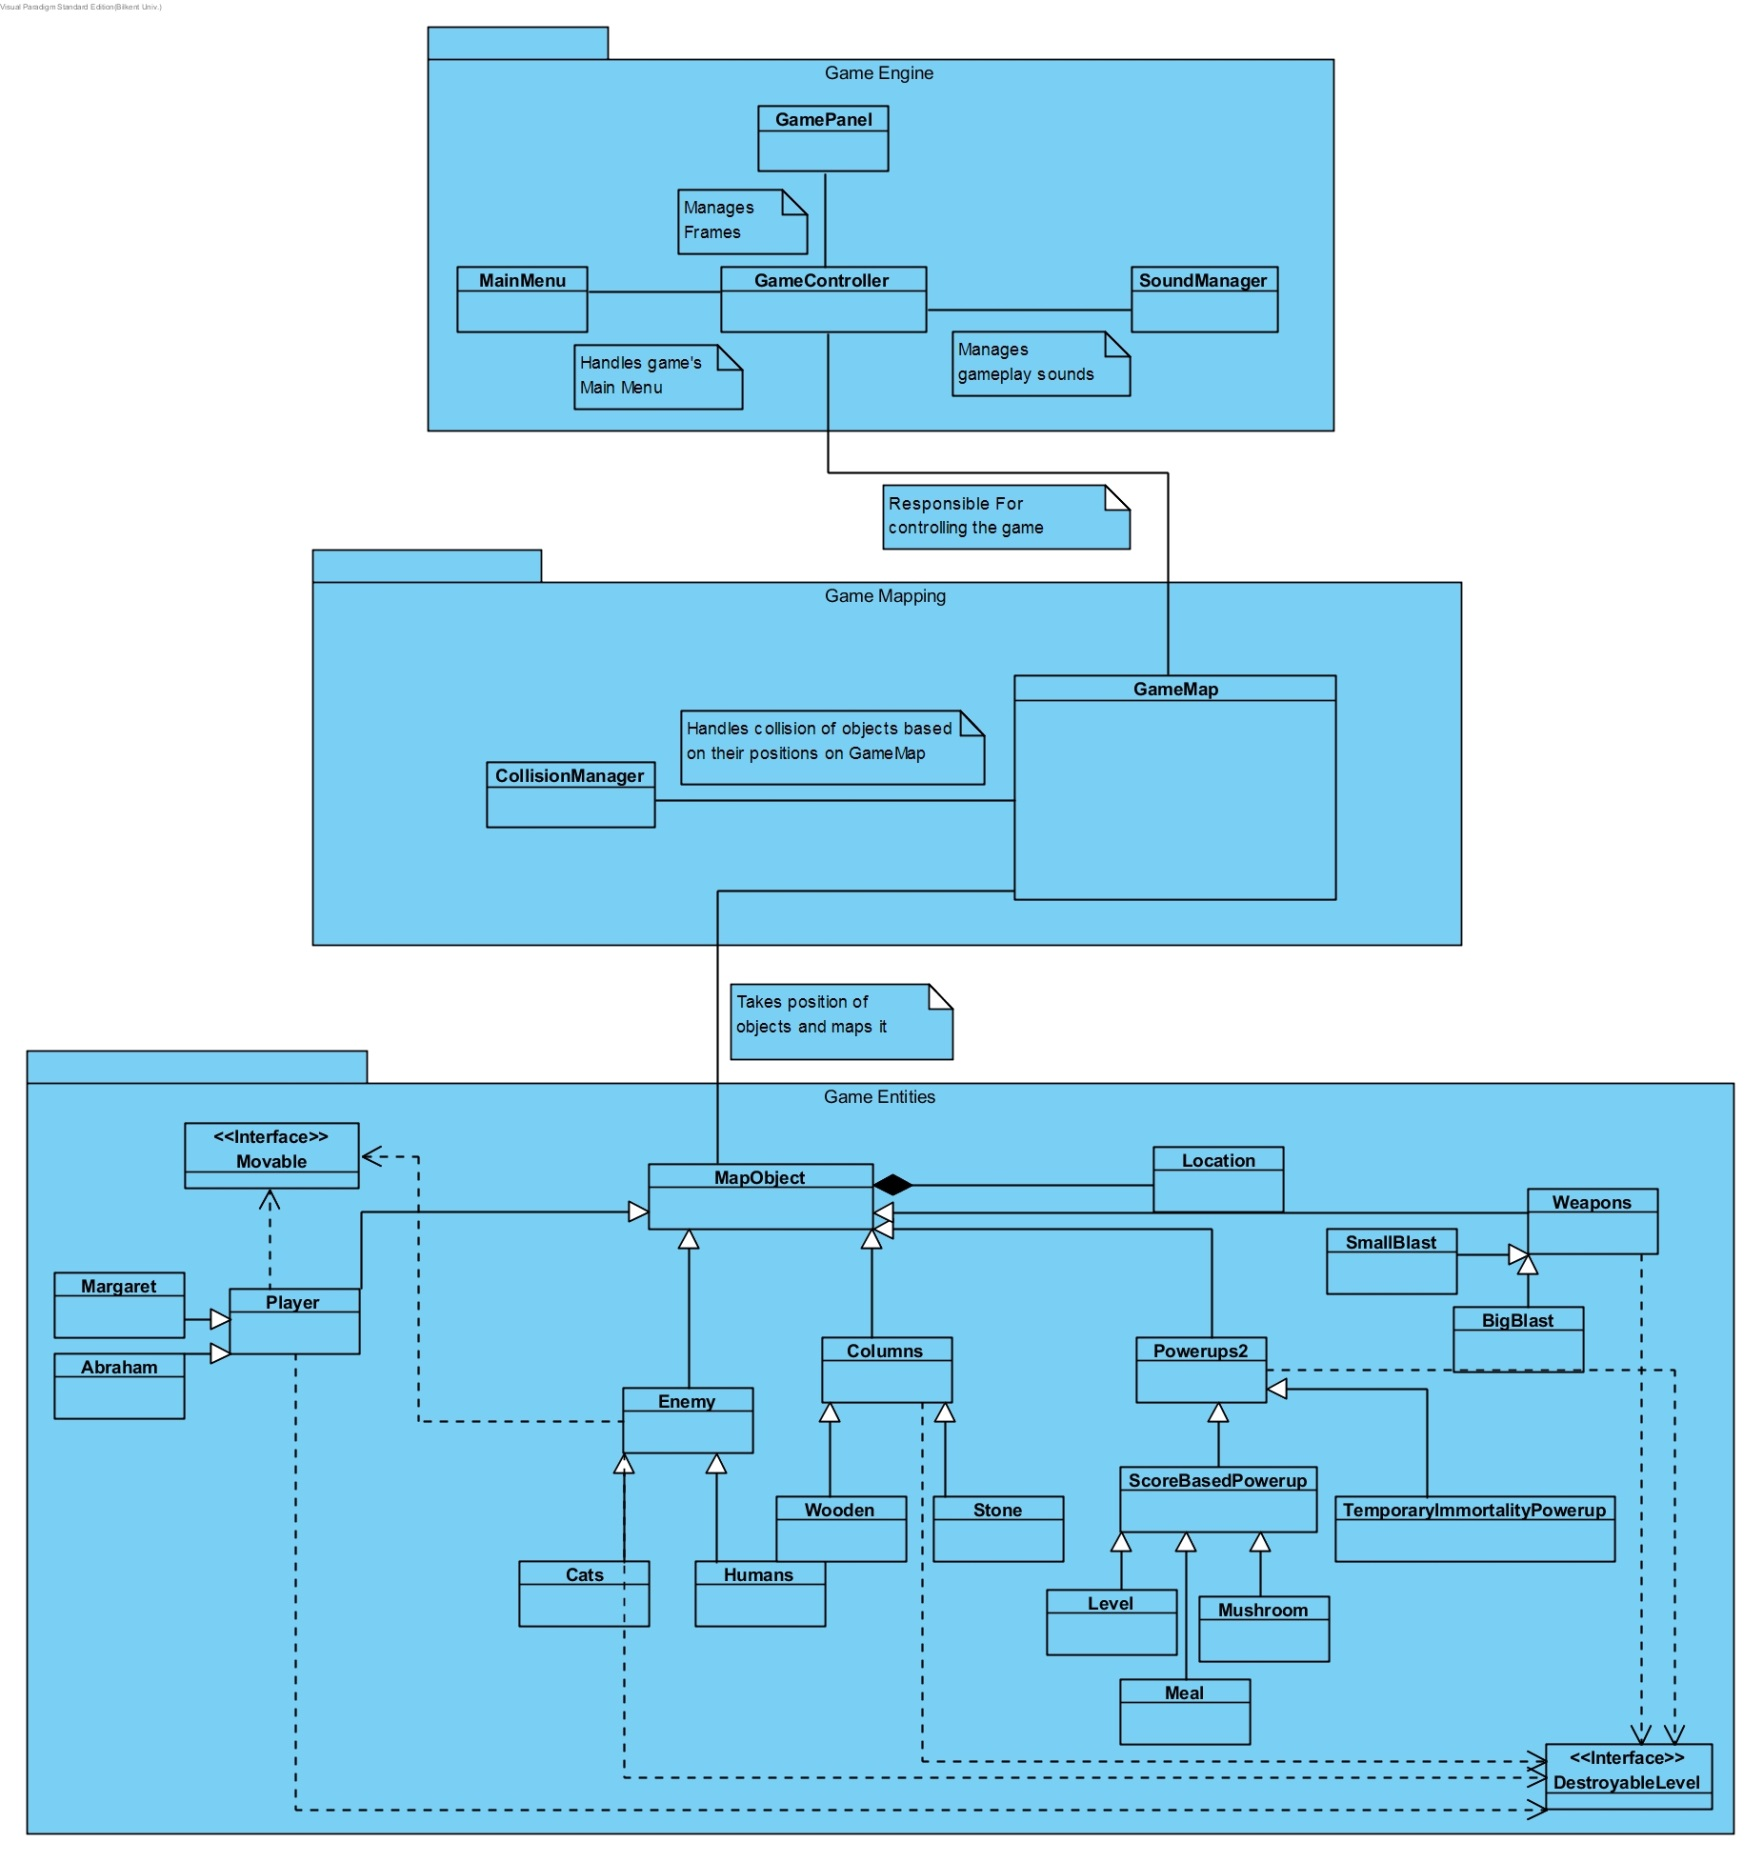 Visual Paradigm Standard Edition(Bilkent Univ.)
Game Engine
GamePanel
Manages
Frames
MainMenu
GameController
SoundManager
Handles game's
Main Menu
Manages
gameplay sounds
Responsible For
controlling the game
Game Mapping
GameMap
Handles collision of objects based
on their positions on GameMap
CollisionManager
Takes position of
objects and maps it
Game Entities
<<Interface>>
Movable
MapObject
Location
Weapons
SmallBlast
Margaret
Player
BigBlast
Abraham
Columns
Powerups2
Enemy
ScoreBasedPowerup
Wooden
Stone
TemporaryImmortalityPowerup
Cats
Humans
Level
Mushroom
Meal
<<Interface>>
DestroyableLevel